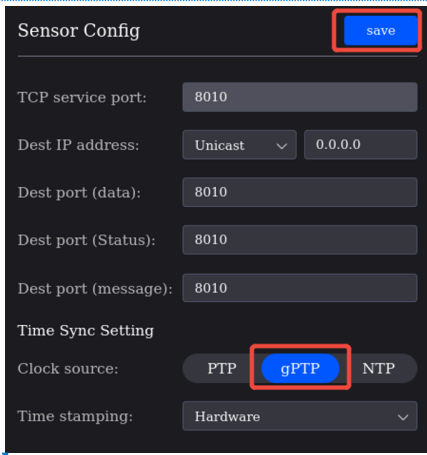 Sensor Config save
TCP service port: 8010
Dest IP address: Unicast 0.0.0.0
Dest port (data): 8010
Dest port (Status): 8010
Dest port (message): 8010
Time Sync Setting
Clock source: PTP gPTP NTP
Time stamping: Hardware